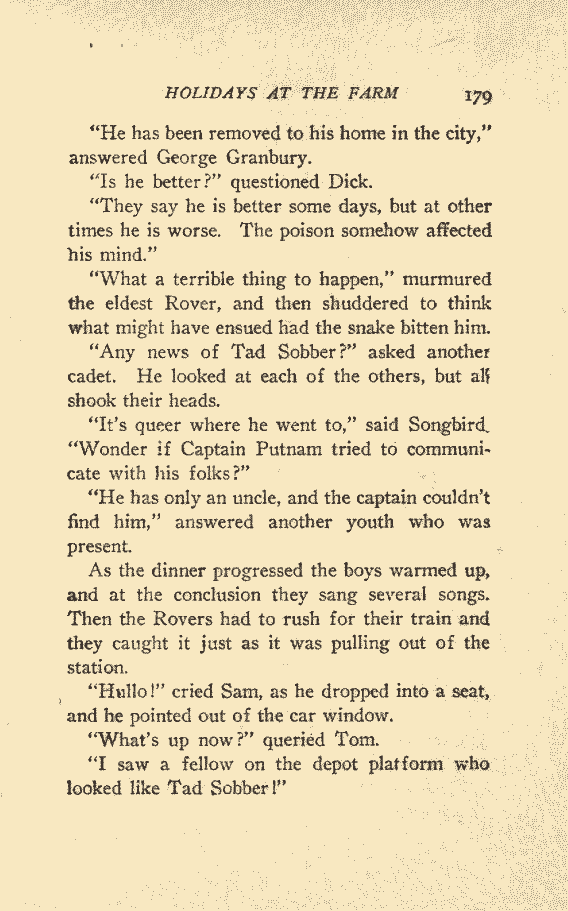 HOLIDAYS AT THE FARM 179
"He has been removed to his home in the city,"
answered George Granbury.
"Is he better?" questioned Dick.
"They say he is better some days, but at other
times he is worse. The poison somehow affected
his mind."
"What a terrible thing to happen," murmured
the eldest Rover, and then shuddered to think
what might have ensued had the snake bitten him.
"Any news of Tad Sobber?" asked another
cadet. He looked at each of the others, but all
shook their heads.
"It's queer where he went to," said Songbird.
"Wonder if Captain Putnam tried to communi-
cate with his folks?"
"He has only an uncle, and the captain couldn't
find him," answered another youth who was
present.
As the dinner progressed the boys warmed up,
and at the conclusion they sang several songs.
Then the Rovers had to rush for their train and
they caught it just as it was pulling out of the
station.
"Hullo!" cried Sam, as he dropped into a seat,
and he pointed out of the car window.
"What's up now?" queried Tom.
"I saw a fellow on the depot platform who
looked like Tad Sobber!"